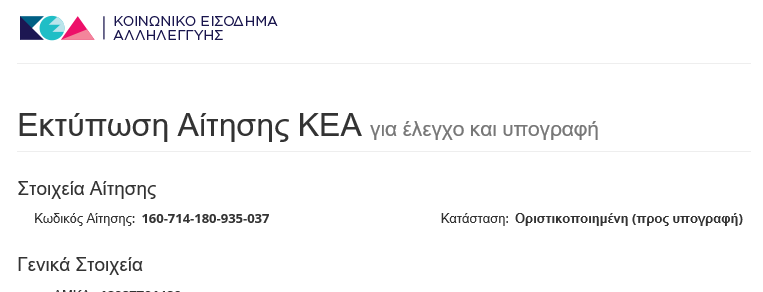 ΚΕΑ ΚΟΙΝΩΝΙΚΟ ΕΙΣΟΔΗΜΑ
ΑΛΛΗΛΕΓΓΥΗΣ
Εκτύπωση Αίτησης ΚΕΑ για έλεγχο και υπογραφή
Στοιχεία Αίτησης
Κωδικός Αίτησης: 160-714-180-935-037 Κατάσταση: Οριστικοποιημένη (προς υπογραφή)
Γενικά Στοιχεία